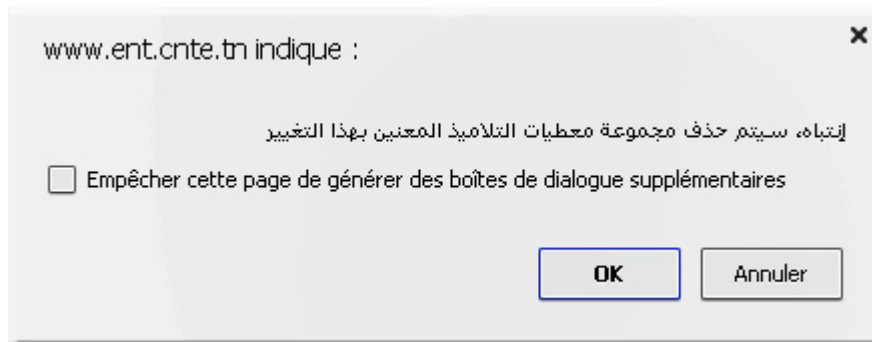 www.ent.cnte.tn indique :
إنتباه، سيتم حذف مجموعة معطيات التلاميذ المعنين بهذا التغيير
Empêcher cette page de générer des boîtes de dialogue supplémentaires
OK Annuler